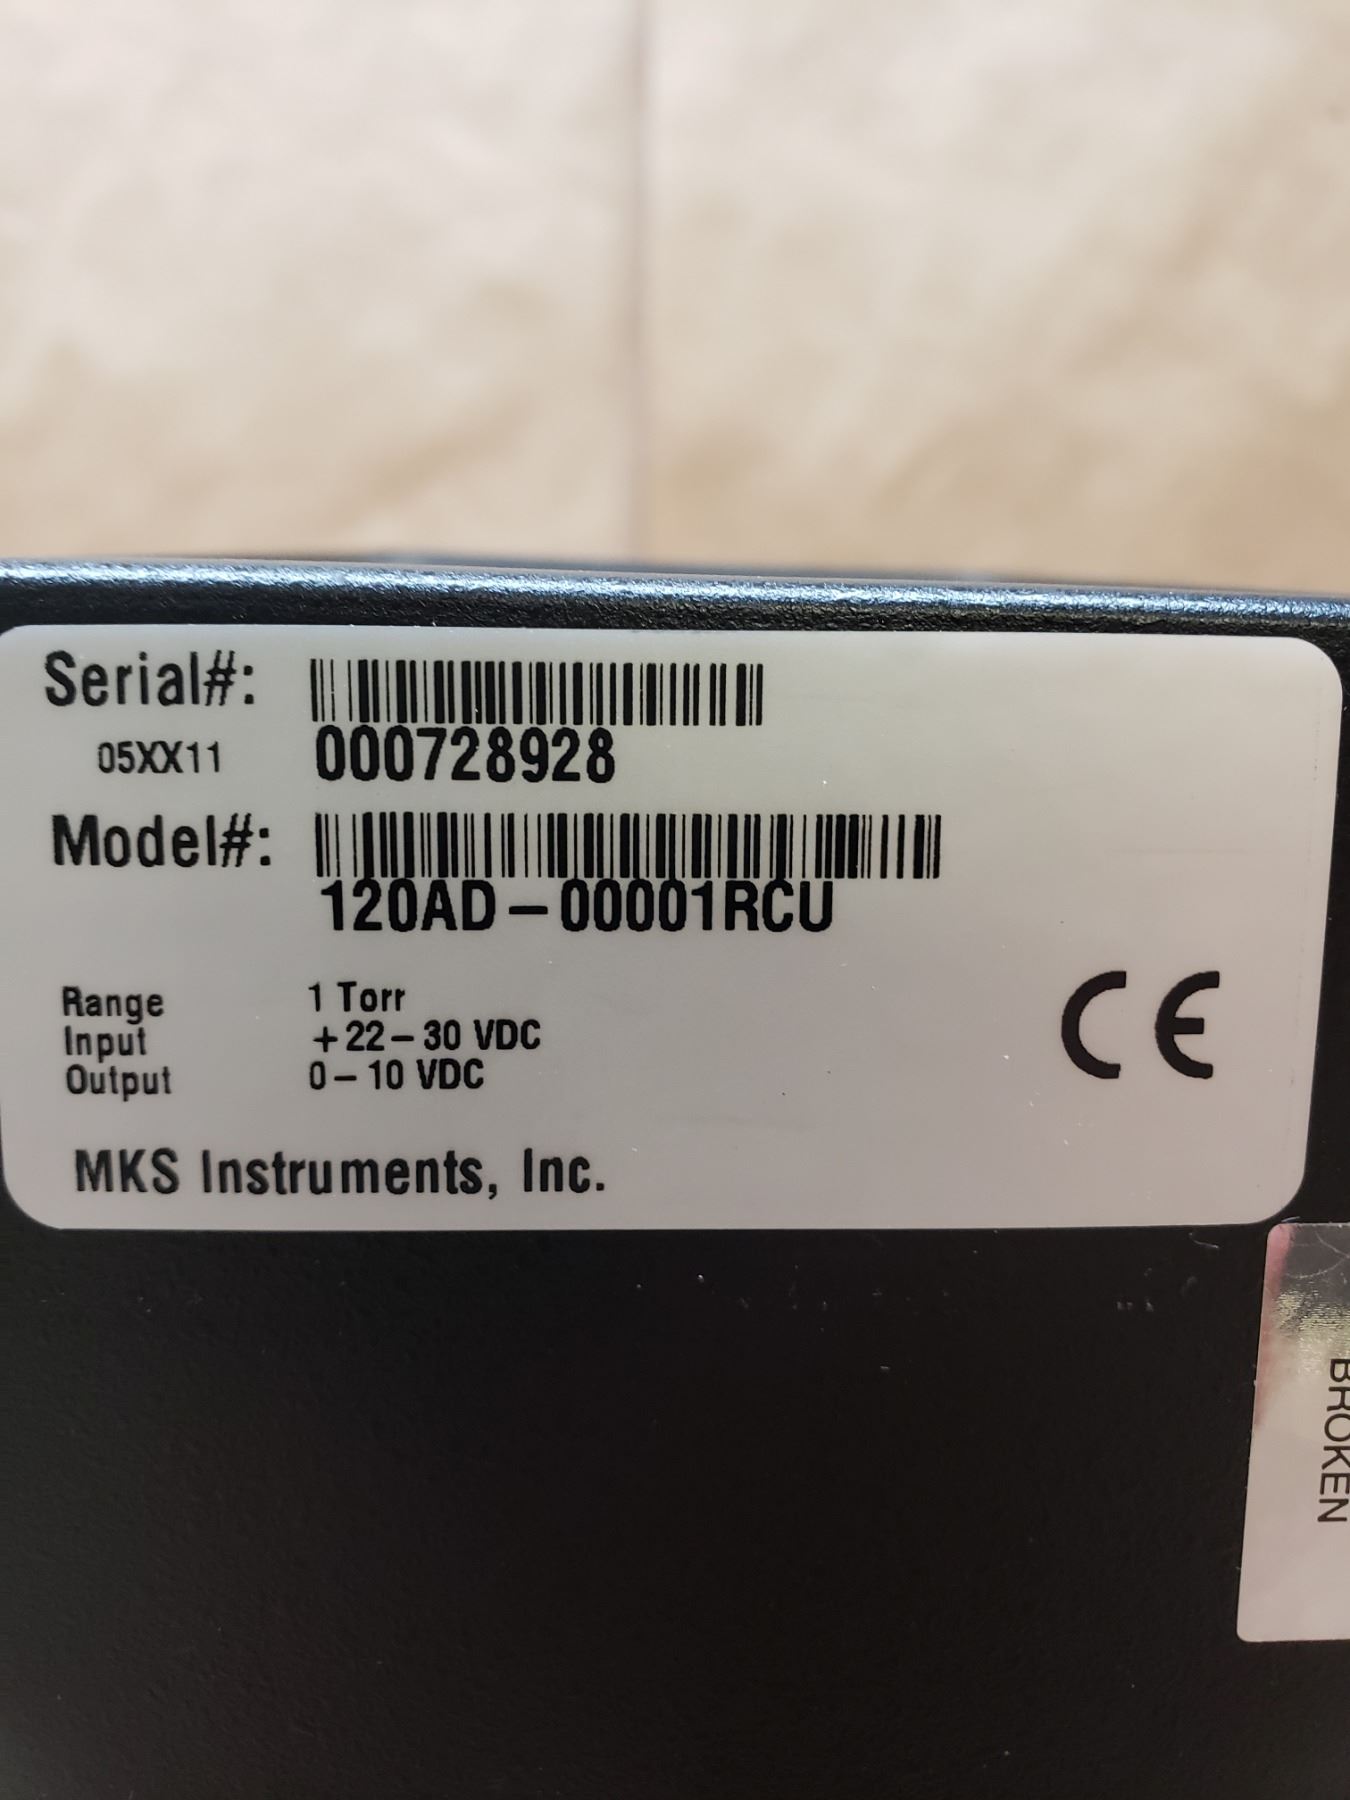 Serial#:
05XX11 000728928
Model#:
120AD-00001RCU
Range 1 Torr
Input +22-30 VDC
Output 0-10 VDC
CE
MKS Instruments, Inc.
BROKEN